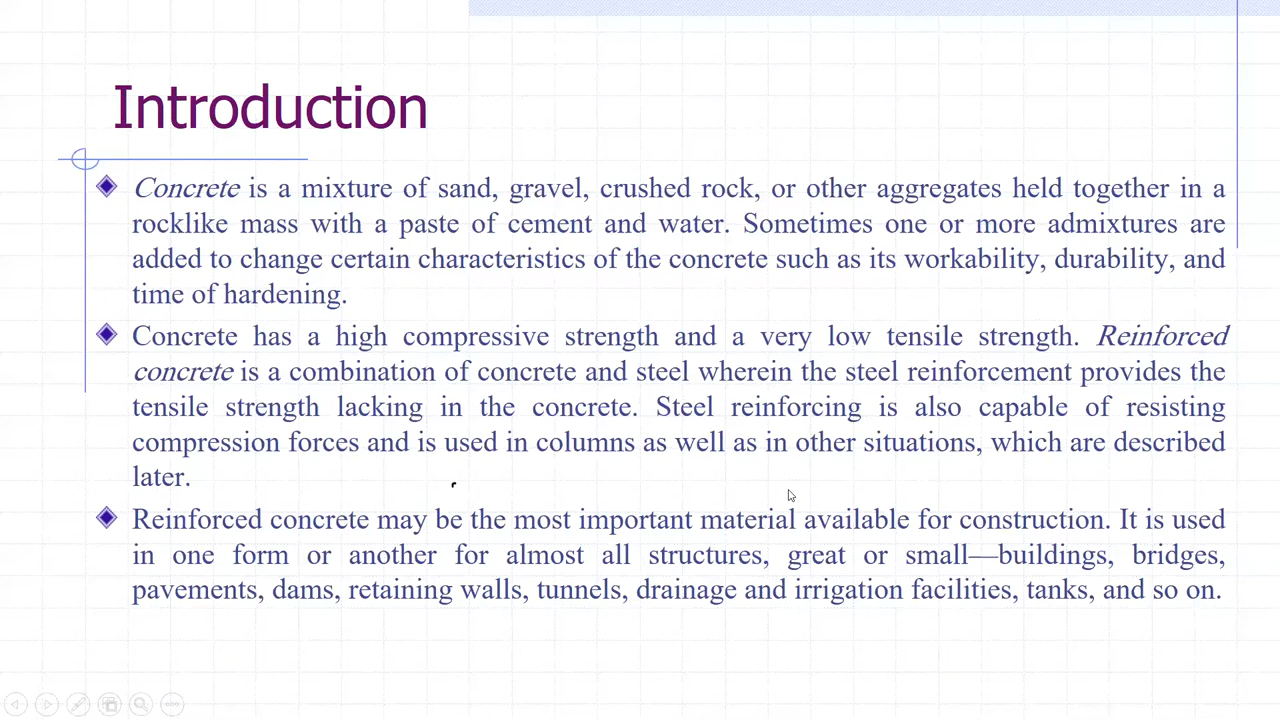 Introduction
Concrete is a mixture of sand, gravel, crushed rock, or other aggregates held together in a
rocklike mass with a paste of cement and water. Sometimes one or more admixtures are
added to change certain characteristics of the concrete such as its workability, durability, and
time of hardening.
Concrete has a high compressive strength and a very low tensile strength. Reinforced
concrete is a combination of concrete and steel wherein the steel reinforcement provides the
tensile strength lacking in the concrete. Steel reinforcing is also capable of resisting
compression forces and is used in columns as well as in other situations, which are described
later.
Reinforced concrete may be the most important material available for construction. It is used
in one form or another for almost all structures, great or small—buildings, bridges,
pavements, dams, retaining walls, tunnels, drainage and irrigation facilities, tanks, and so on.